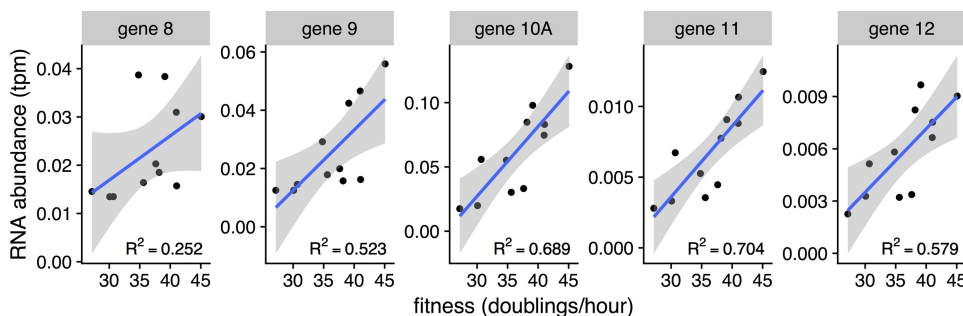 gene 8
gene 9
gene 10A
gene 11
gene 12
RNA abundance (tpm)
0.04
0.03
0.02
0.01
0.00
R² = 0.252
30 35 40 45
0.06
0.04
0.02
0.00
R² = 0.523
30 35 40 45
0.10
0.05
0.00
R² = 0.689
30 35 40 45
0.010
0.005
0.000
R² = 0.704
30 35 40 45
0.009
0.006
0.003
0.000
R² = 0.579
30 35 40 45
fitness (doublings/hour)